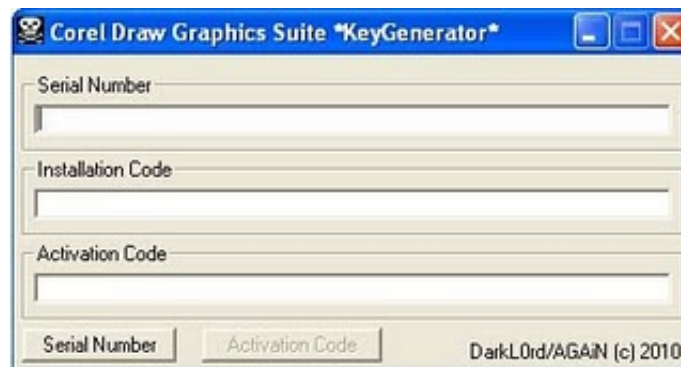 Corel Draw Graphics Suite *KeyGenerator*
Serial Number
Installation Code
Activation Code
Serial Number Activation Code DarkL0rd/AGAiN (c) 2010